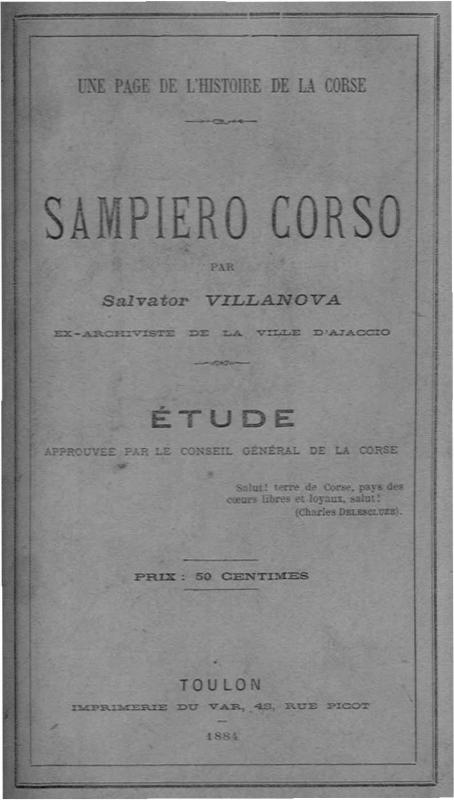 UNE PAGE DE L'HISTOIRE DE LA CORSE
SAMPIERO CORSO
PAR
Salvator VILLANOVA
EX-ARCHIVISTE DE LA VILLE D'AJACCIO
ÉTUDE
APPROUVÉE PAR LE CONSEIL GÉNÉRAL DE LA CORSE
Salut! terre de Corse, pays des
cœurs libres et loyaux, salut!
(Charles DELESCLUZE).
PRIX : 50 CENTIMES
TOULON
IMPRIMERIE DU VAR, 48, RUE PICOT
1884